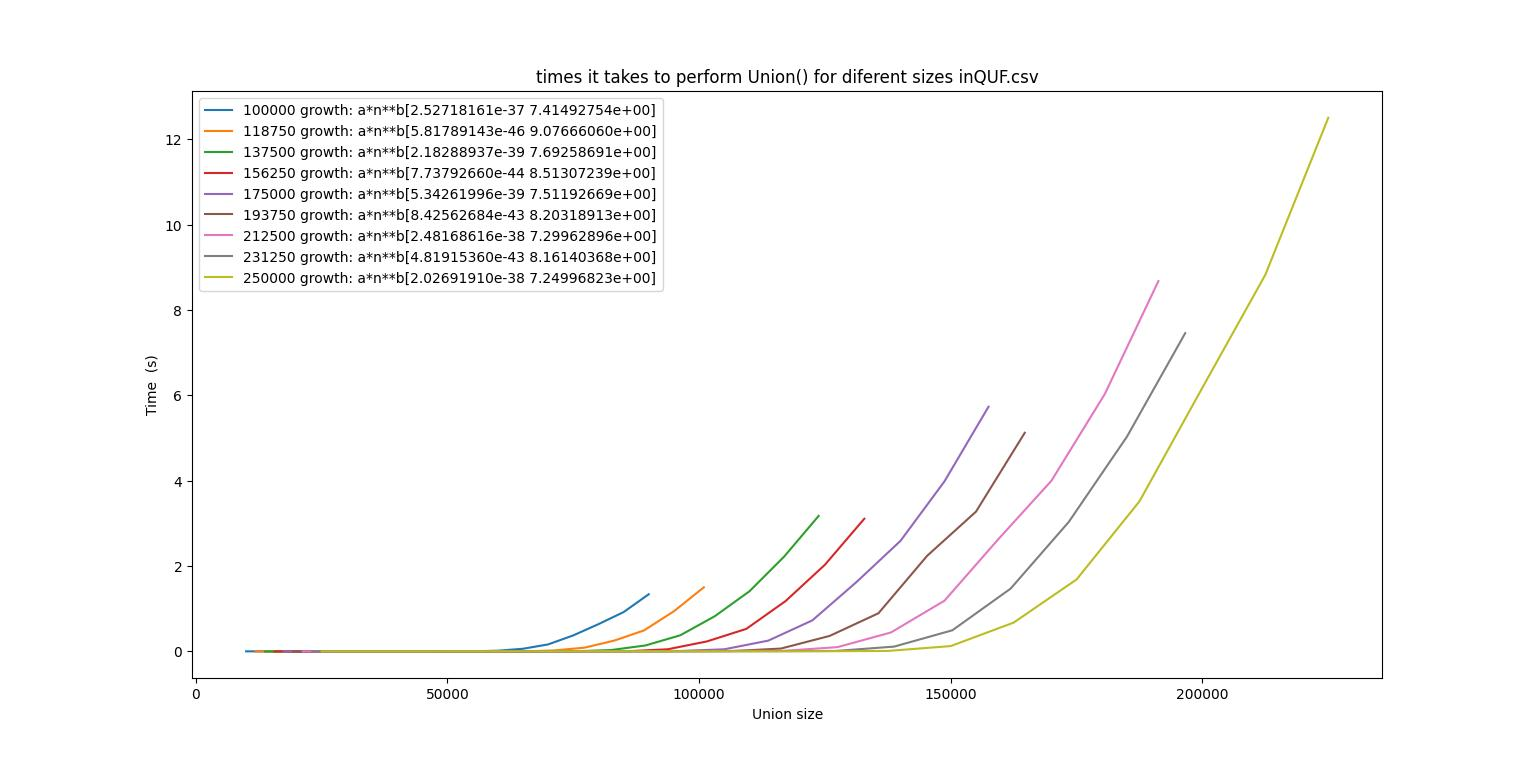 times it takes to perform Union() for diferent sizes inQUF.csv
100000 growth: a*n**b[2.52718161e-37 7.41492754e+00]
118750 growth: a*n**b[5.81789143e-46 9.07666060e+00]
137500 growth: a*n**b[2.18288937e-39 7.69258691e+00]
156250 growth: a*n**b[7.73792660e-44 8.51307239e+00]
175000 growth: a*n**b[5.34261996e-39 7.51192669e+00]
193750 growth: a*n**b[8.42562684e-43 8.20318913e+00]
212500 growth: a*n**b[2.48168616e-38 7.29962896e+00]
231250 growth: a*n**b[4.81915360e-43 8.16140368e+00]
250000 growth: a*n**b[2.02691910e-38 7.24996823e+00]
12
10
8
6
4
2
0
Time  (s)
0 50000 100000 150000 200000
Union size